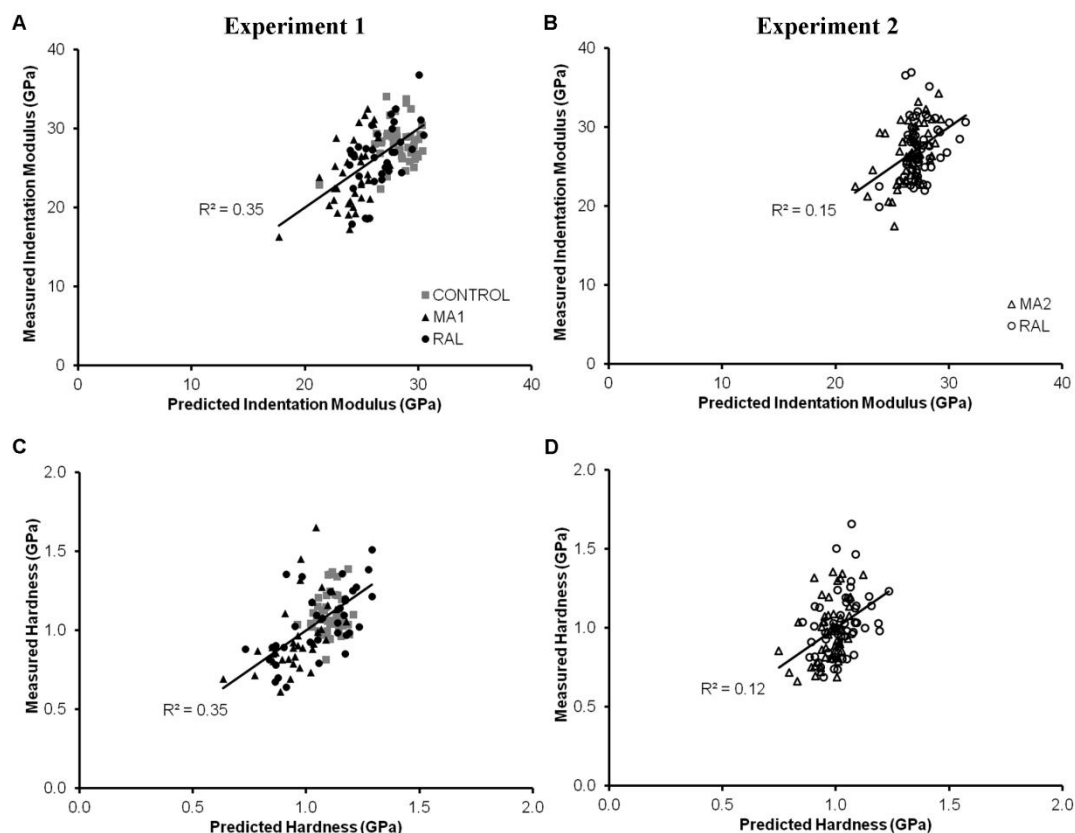 A
Experiment 1
40
30
20
10
0
Measured Indentation Modulus (GPa)
R² = 0.35
CONTROL
MA1
RAL
0
10
20
30
40
Predicted Indentation Modulus (GPa)
B
Experiment 2
40
30
20
10
0
Measured Indentation Modulus (GPa)
R² = 0.15
MA2
RAL
0
10
20
30
40
Predicted Indentation Modulus (GPa)
C
2.0
1.5
1.0
0.5
0.0
Measured Hardness (GPa)
R² = 0.35
0.0
0.5
1.0
1.5
2.0
Predicted Hardness (GPa)
D
2.0
1.5
1.0
0.5
0.0
Measured Hardness (GPa)
R² = 0.12
0.0
0.5
1.0
1.5
2.0
Predicted Hardness (GPa)